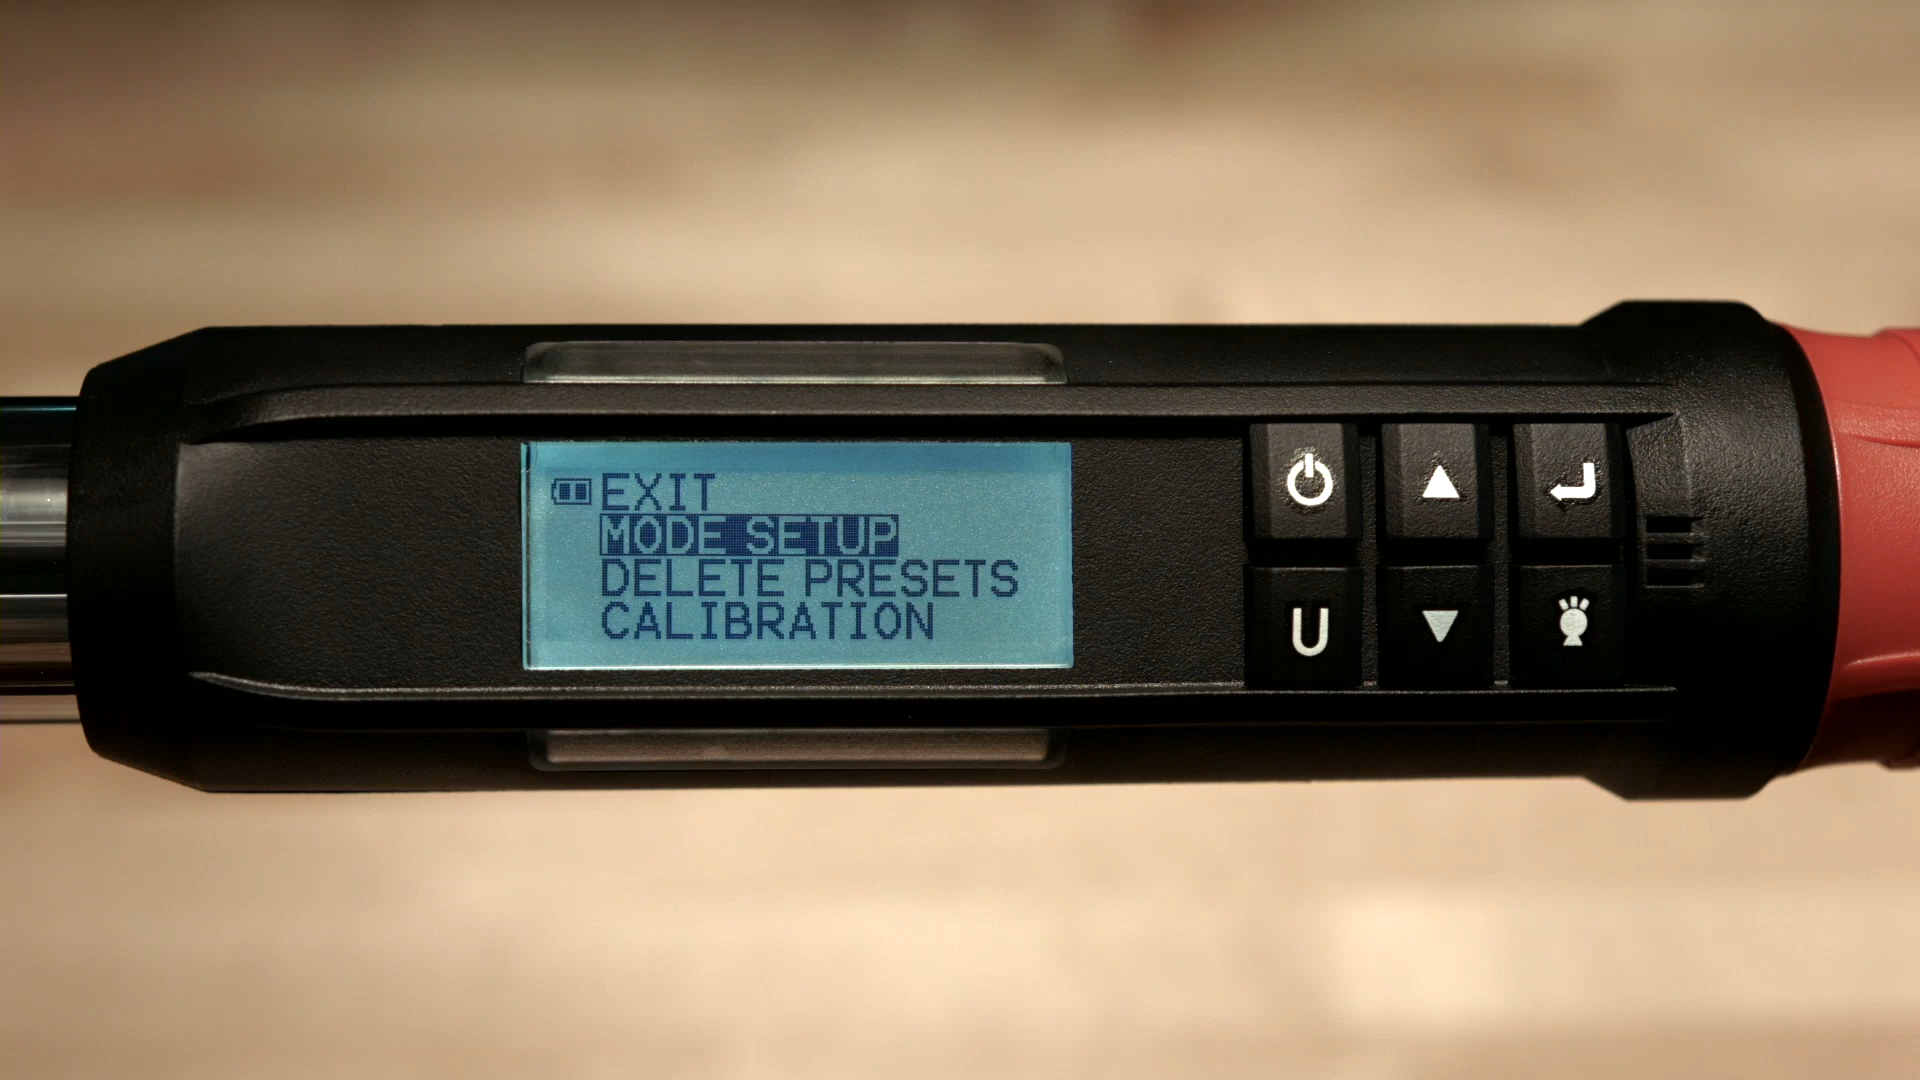 EXIT
MODE SETUP
DELETE PRESETS
CALIBRATION
U